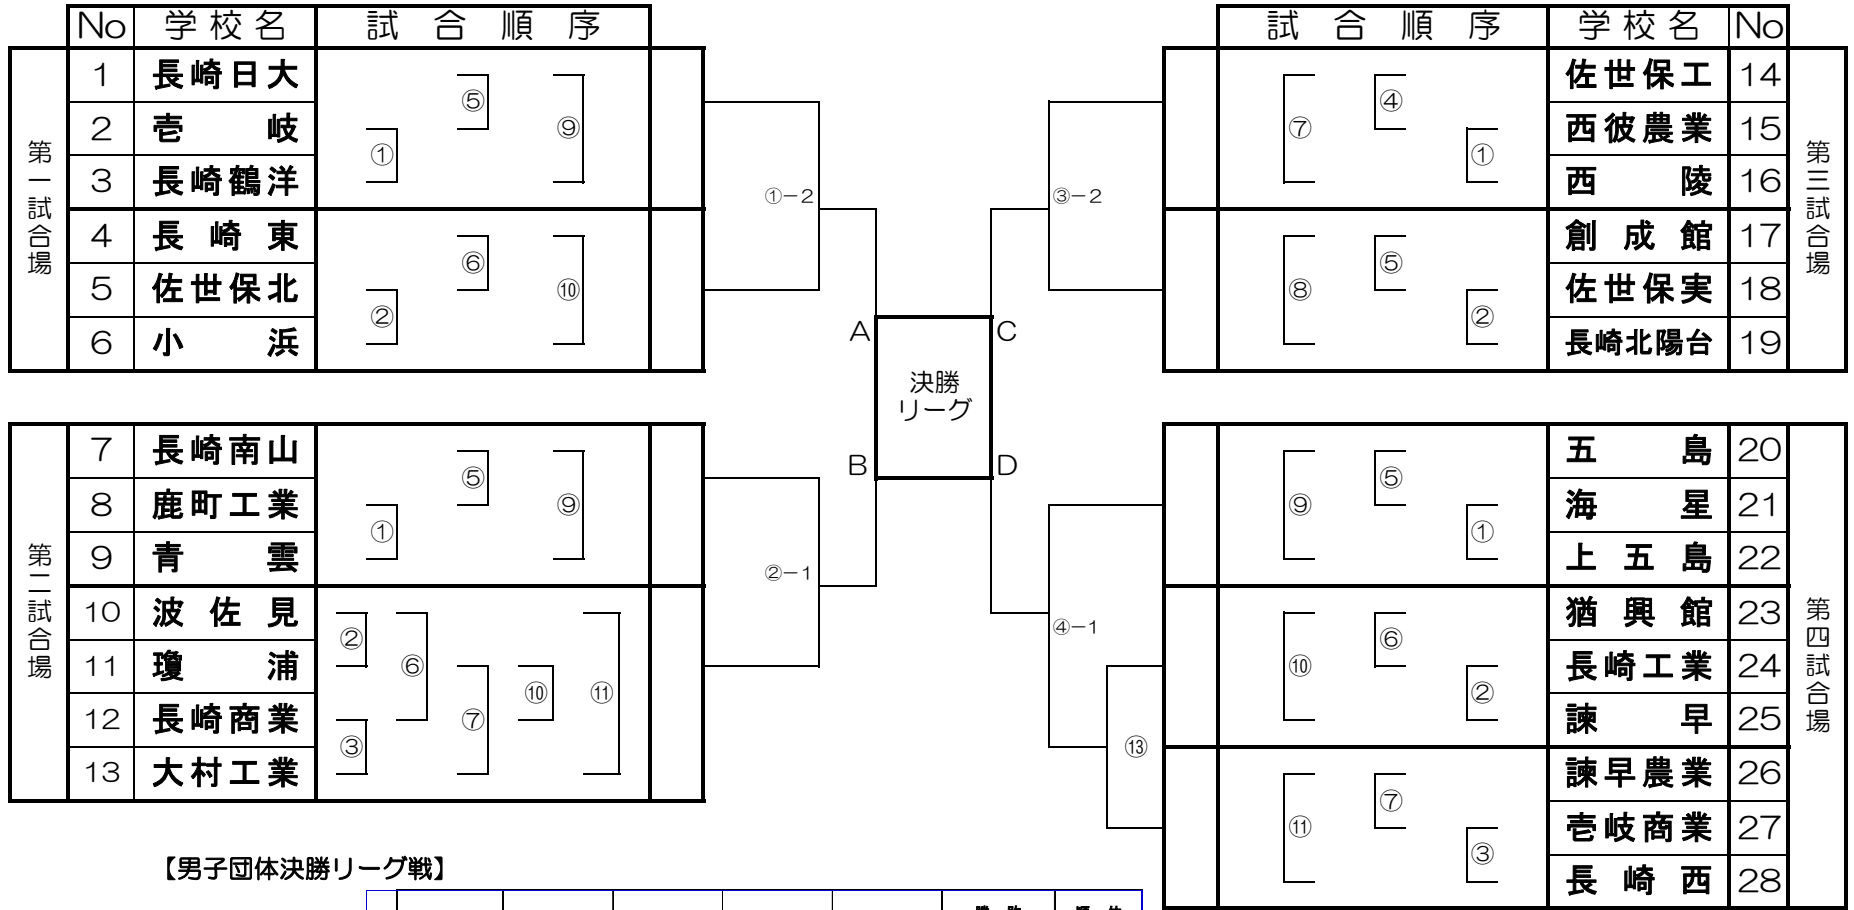 No 学校名 試合順序
第一試合場
1 長崎日大
2 壱岐
3 長崎鶴洋
4 長崎東
5 佐世保北
6 小浜
① ⑤ ⑨
② ⑥ ⑩
①−2
第二試合場
7 長崎南山
8 鹿町工業
9 青雲
10 波佐見
11 瓊浦
12 長崎商業
13 大村工業
① ⑤ ⑨
② ③ ⑥ ⑦ ⑩ ⑪
②−1
A C
決勝
リーグ
B D
試合順序 学校名 No
佐世保工 14
西彼農業 15
西陵 16
創成館 17
佐世保実 18
長崎北陽台 19
第三試合場
⑦ ④ ①
⑧ ⑤ ②
③−2
五島 20
海星 21
上五島 22
猶興館 23
長崎工業 24
諫早 25
諫早農業 26
壱岐商業 27
長崎西 28
第四試合場
⑨ ⑤ ①
⑩ ⑥ ②
⑪ ⑦ ③
④−1
⑬
【男子団体決勝リーグ戦】